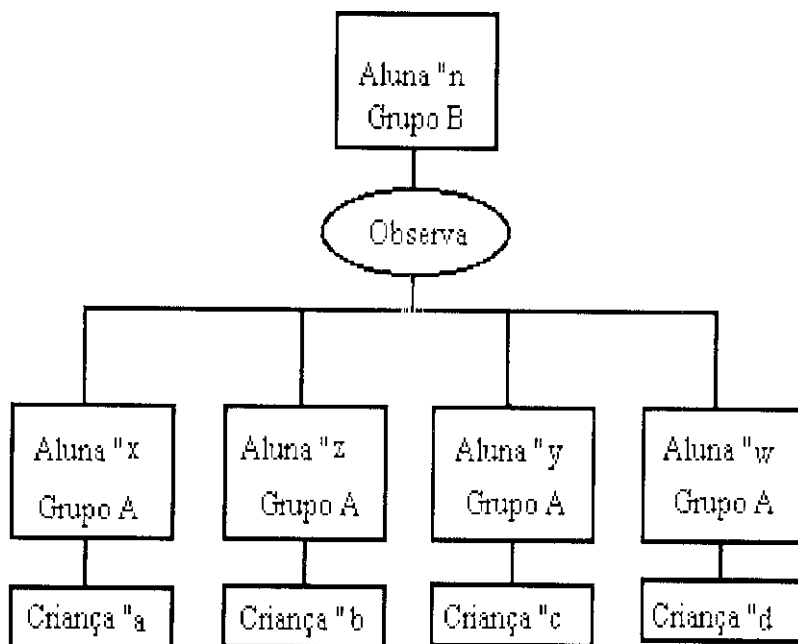 Aluna "n
Grupo B
Observa
Aluna "x
Grupo A
Aluna "z
Grupo A
Aluna "y
Grupo A
Aluna "w
Grupo A
Criança "a
Criança "b
Criança "c
Criança "d